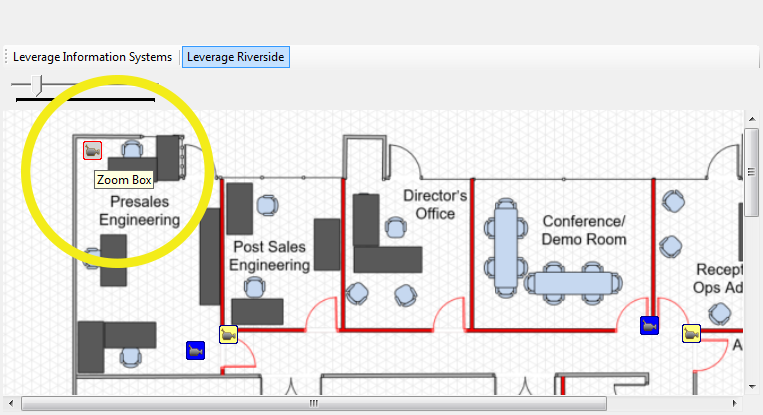 Leverage Information Systems
Leverage Riverside
Zoom Box
Presales
Engineering
Post Sales
Engineering
Director's
Office
Conference/
Demo Room
Recept
Ops Ad
A